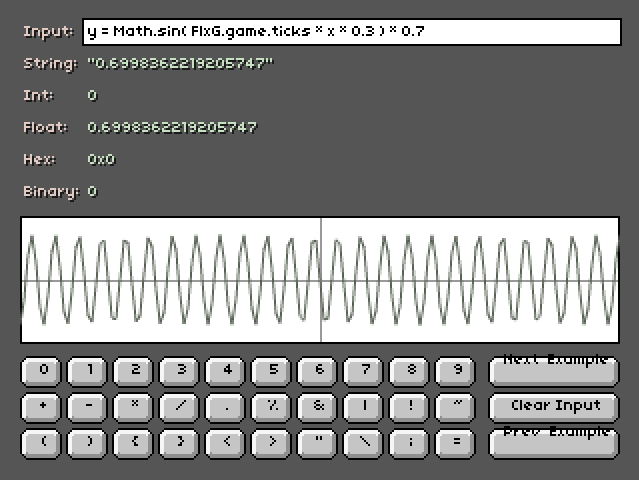 Input: y = Math.sin( FlxG.game.ticks * x * 0.3 ) * 0.7
String: "0.6998362219205747"
Int: 0
Float: 0.6998362219205747
Hex: 0x0
Binary: 0
0 1 2 3 4 5 6 7 8 9 Next Example
+ - * / . % & | ! ~ Clear Input
( ) { } < > " \ ; = Prev Example